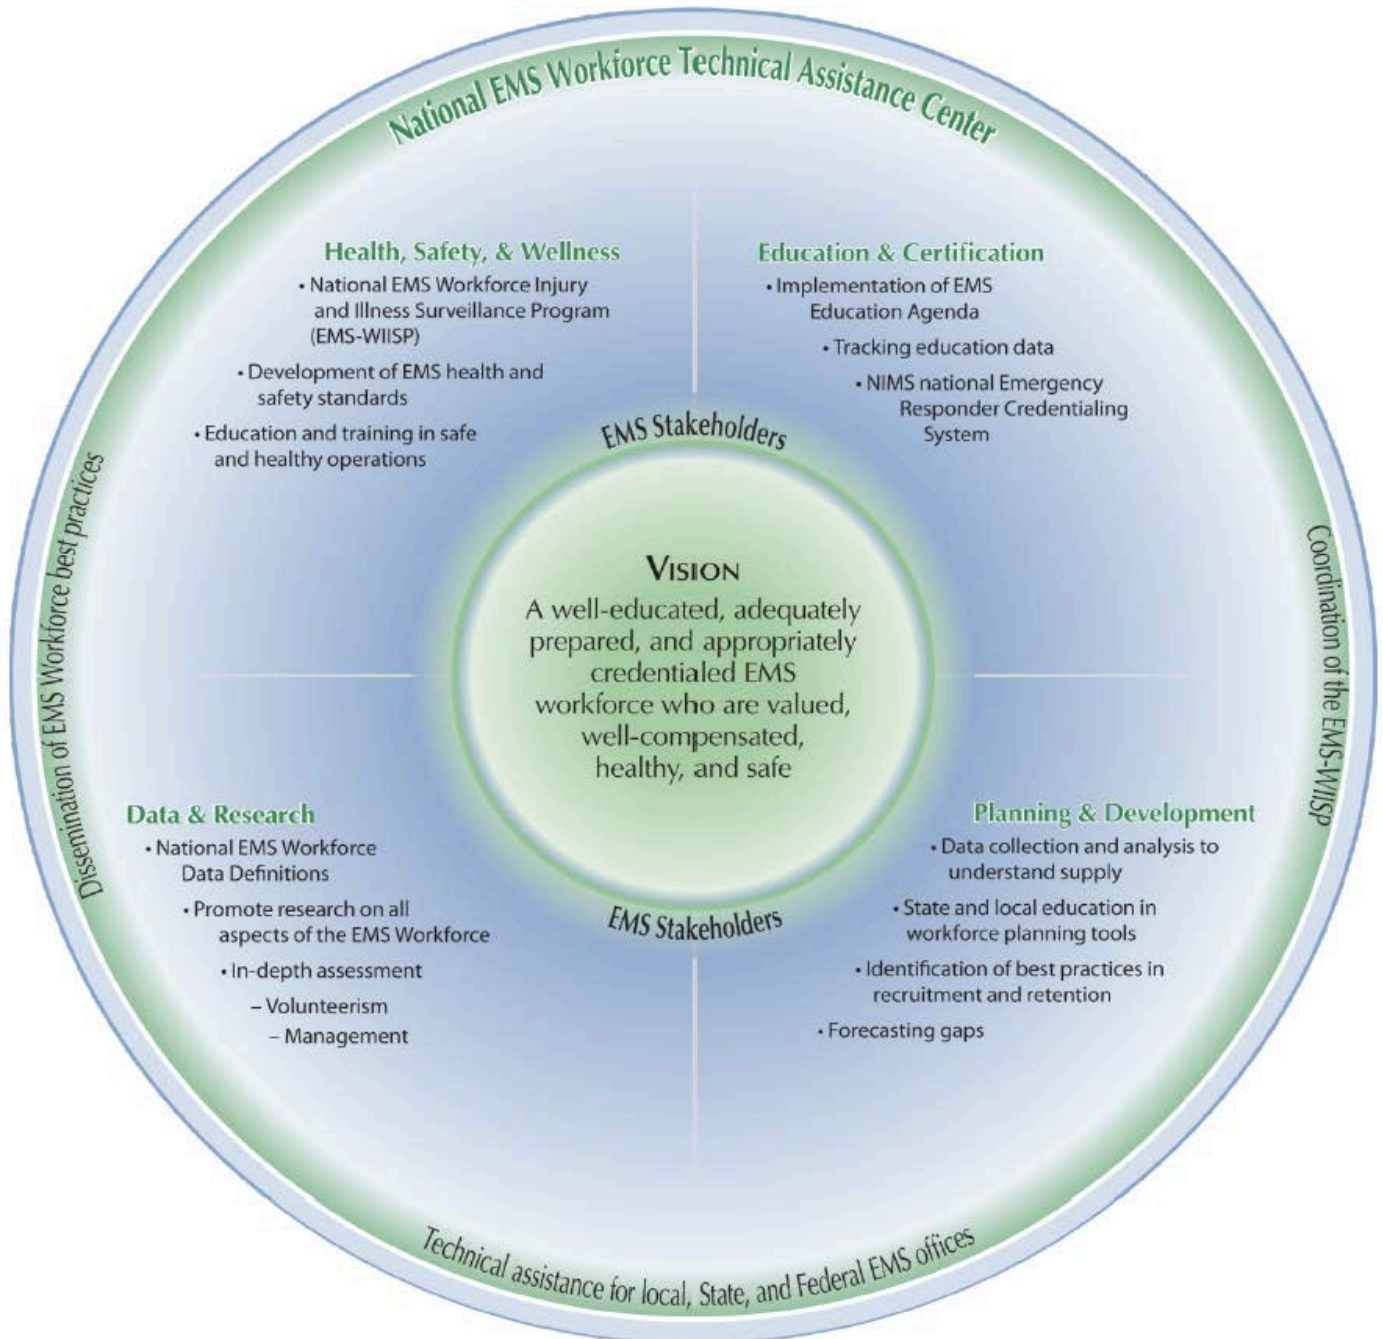 National EMS Workforce Technical Assistance Center
Health, Safety, & Wellness
• National EMS Workforce Injury
and Illness Surveillance Program
(EMS-WIISP)
• Development of EMS health and
safety standards
• Education and training in safe
and healthy operations
Education & Certification
• Implementation of EMS
Education Agenda
• Tracking education data
• NIMS national Emergency
Responder Credentialing
System
EMS Stakeholders
VISION
A well-educated, adequately
prepared, and appropriately
credentialed EMS
workforce who are valued,
well-compensated,
healthy, and safe
EMS Stakeholders
Dissemination of EMS Workforce best practices
Coordination of the EMS-WIISP
Data & Research
• National EMS Workforce
Data Definitions
• Promote research on all
aspects of the EMS Workforce
• In-depth assessment
– Volunteerism
– Management
Planning & Development
• Data collection and analysis to
understand supply
• State and local education in
workforce planning tools
• Identification of best practices in
recruitment and retention
• Forecasting gaps
Technical assistance for local, State, and Federal EMS offices